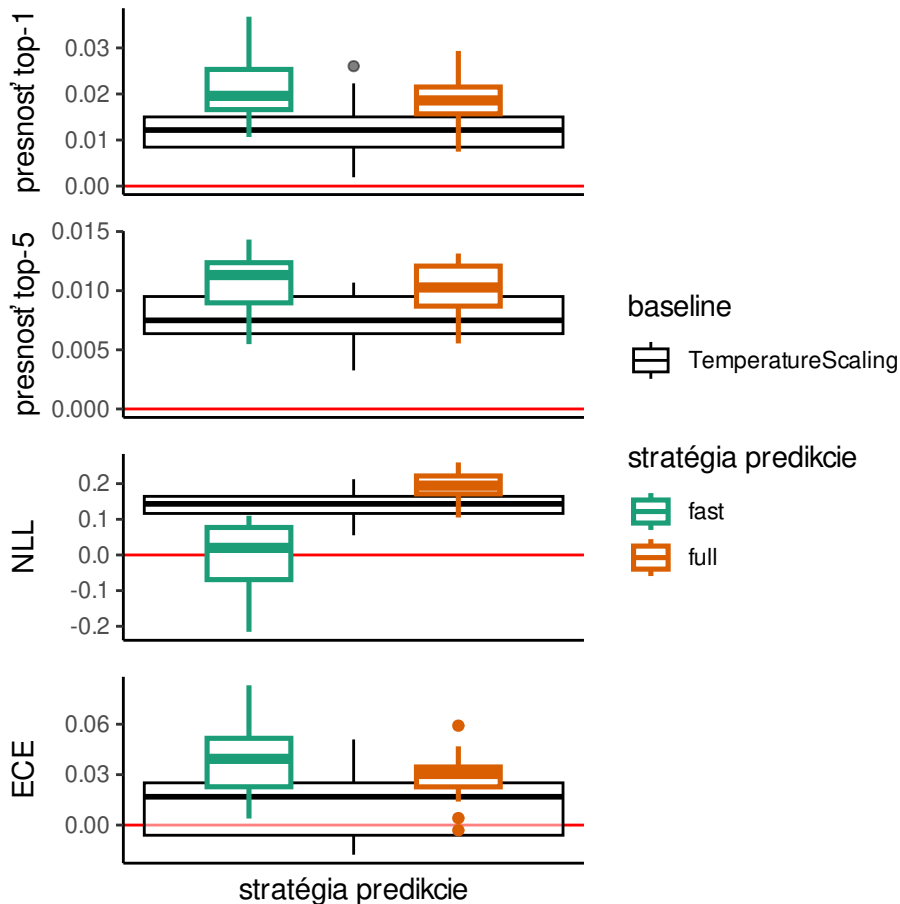 presnosť top-1
0.03
0.02
0.01
0.00
presnosť top-5
0.015
0.010
0.005
0.000
NLL
0.2
0.1
0.0
-0.1
-0.2
ECE
0.06
0.03
0.00
stratégia predikcie
baseline
TemperatureScaling
stratégia predikcie
fast
full